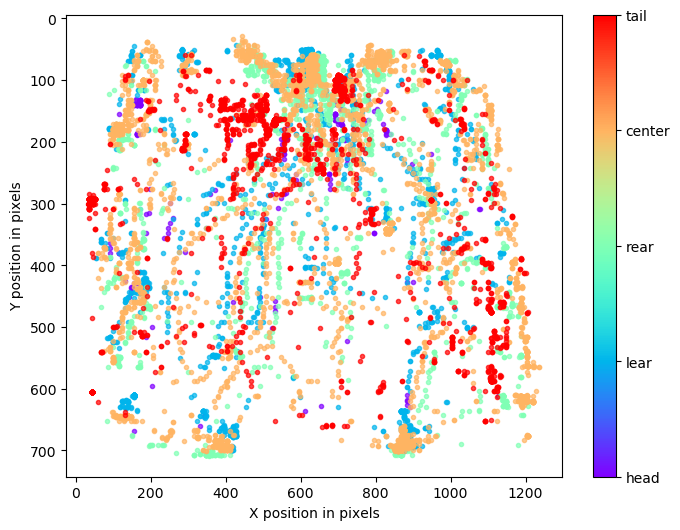 0
100
200
300
400
500
600
700
0
200
400
600
800
1000
1200
Y position in pixels
X position in pixels
tail
center
rear
lear
head